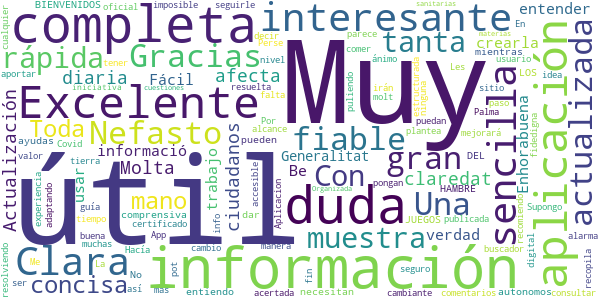 BIENVENIDOS
oficial
imposible
seguirle
completa
interesante
entender
rápida
Gracias
tanta
crearla
mientras
cualquier
Perse
decir
parece
En
aportar
diaria
Fácil
tener
nivel
comer
ánimo
Les
usuario
LOS
idea
iniciativa
afecta
resuelta
puliendo
irán
molt
estructurada
ninguna
sitio
Excelente
Muy
aplicación
actualizada
Actualización
Toda
Nefasto
cuestiones
falta
Por
alcance
fiable
plantea
paso
Palma
mejorará
Enhorabuena
fidedigna
sanitarias
Materias
ayudas
Covid
informació
pueden
puedan
Generalitat
gran
DEL
valor
tierra
usar
Molta
trabajo
ciudadanos
Be
Con
claredat
sencilla
útil
mano
accesible
Aplicacion
HAMBRE
Supongo
experiencia
adaptando
guía
comprensiva
certificado
info
dar
duda
Una
JUEGOS
publicada
recomiendo
digital
tiempo
buena
App
Organizada
pongan
muestra
verdad
buscador
alarma
Clara
Me
muchas
Hacía
cambio
manera
información
cambiante
autonomos
resolviendo
La
No
entiendo
fin
seguro
recopila
concisa
ser
así
mas
pot
acertada
necesitan
comentarios
consultar